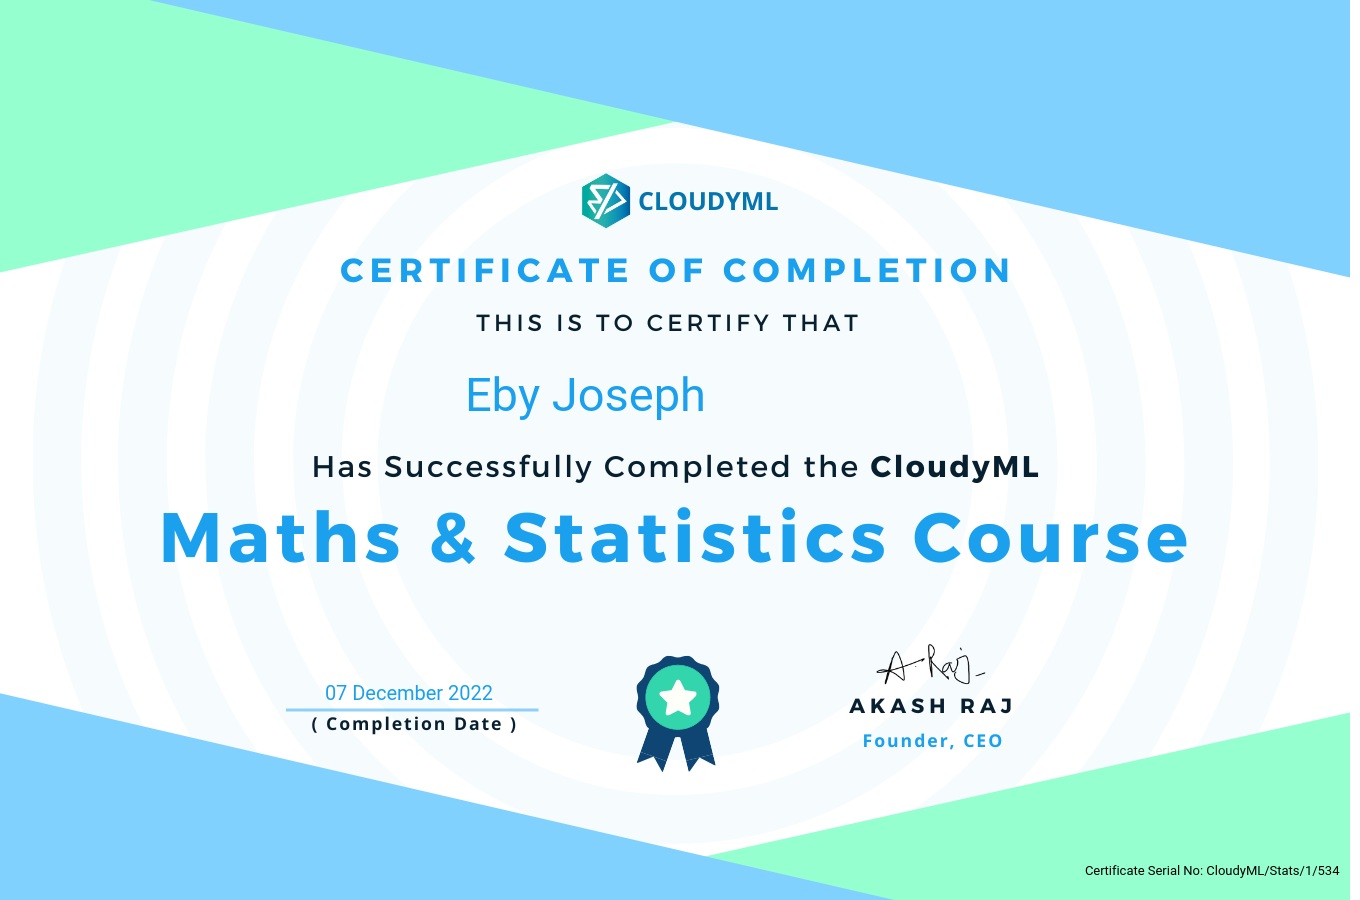 CLOUDYML
CERTIFICATE OF COMPLETION
THIS IS TO CERTIFY THAT
Eby Joseph
Has Successfully Completed the CloudyML
Maths & Statistics Course
07 December 2022
( Completion Date )
A-Raj
AKASH RAJ
Founder, CEO
Certificate Serial No: CloudyML/Stats/1/534